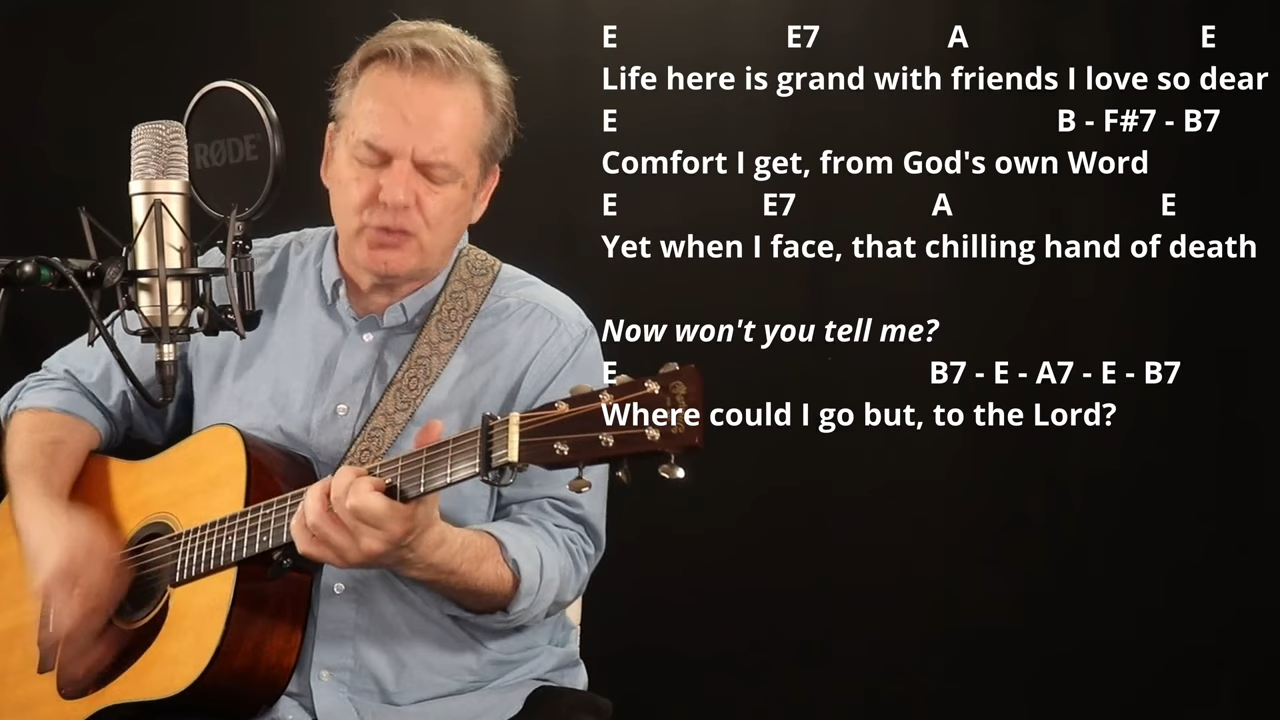 E E7 A E
Life here is grand with friends I love so dear
E B - F#7 - B7
Comfort I get, from God's own Word
E E7 A E
Yet when I face, that chilling hand of death
Now won't you tell me?
E B7 - E - A7 - E - B7
Where could I go but, to the Lord?
RØDE